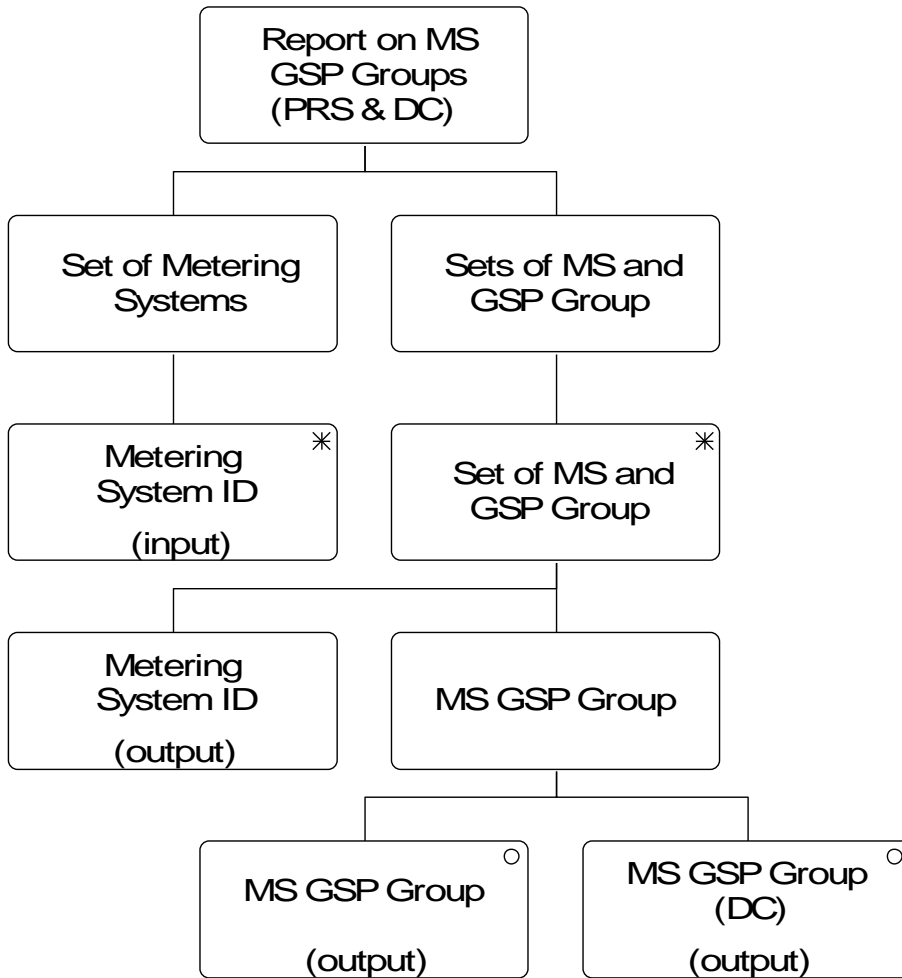 Report on MS
GSP Groups
(PRS & DC)
Set of Metering
Systems
Sets of MS and
GSP Group
Metering
System ID
(input)
Set of MS and
GSP Group
Metering
System ID
(output)
MS GSP Group
MS GSP Group
(output)
MS GSP Group
(DC)
(output)